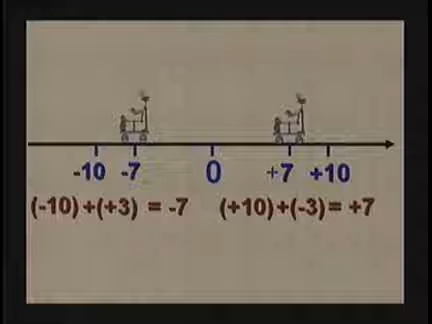 -10 -7 0 +7 +10
(-10)+(+3) = -7 (+10)+(-3)= +7